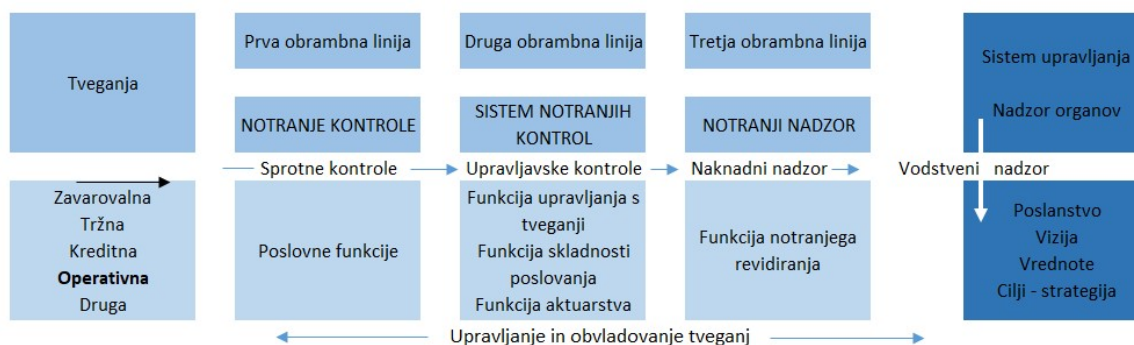 Tveganja
Zavarovalna
Tržna
Kreditna
Operativna
Druga
Prva obrambna linija
NOTRANJE KONTROLE
Sprotne kontrole
Poslovne funkcije
Druga obrambna linija
SISTEM NOTRANJIH
KONTROL
Upravljavske kontrole
Funkcija upravljanja s
tveganji
Funkcija skladnosti
poslovanja
Funkcija aktuarstva
Tretja obrambna linija
NOTRANJI NADZOR
Naknadni nadzor
Funkcija notranjega
revidiranja
Sistem upravljanja
Nadzor organov
Vodstveni nadzor
Poslanstvo
Vizija
Vrednote
Cilji - strategija
Upravljanje in obvladovanje tveganj